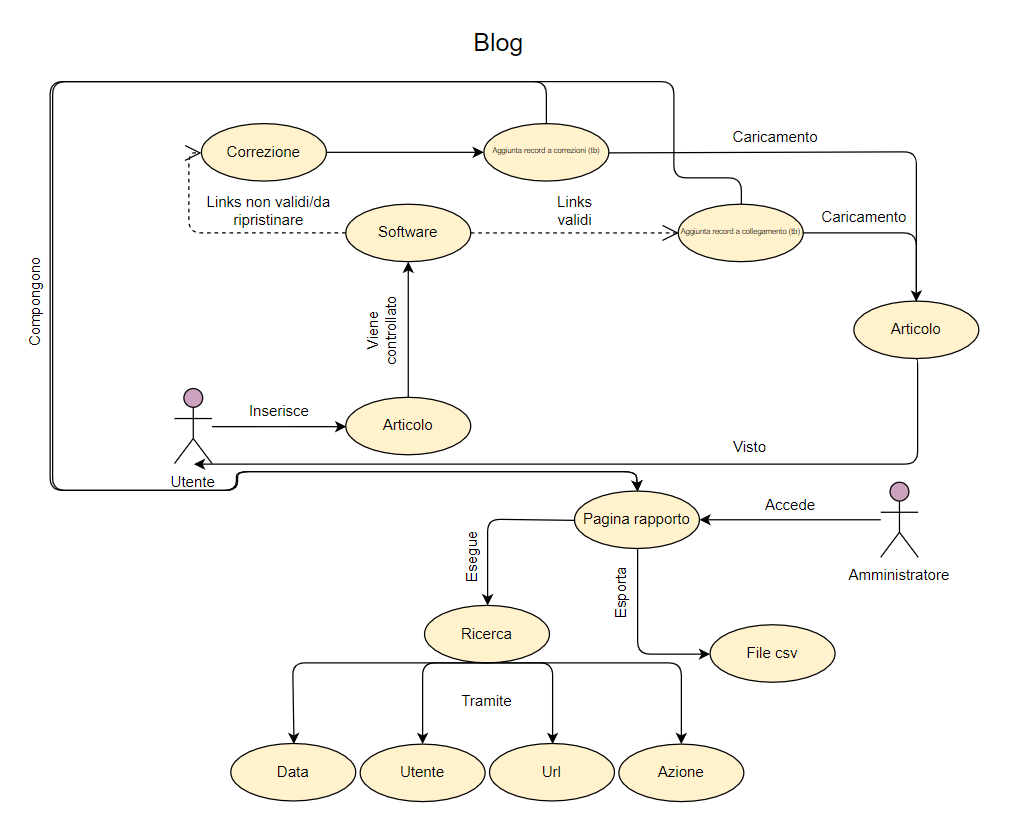 Blog
Caricamento
Correzione
Aggiunta record a correzioni (tb)
Links non validi/da
ripristinare
Links
validi
Caricamento
Software
Aggiunta record a collegamento (tb)
Compongono
Viene
controllato
Articolo
Inserisce
Articolo
Visto
Utente
Pagina rapporto
Accede
Esegue
Esporta
Amministratore
Ricerca
File csv
Tramite
Data
Utente
Url
Azione